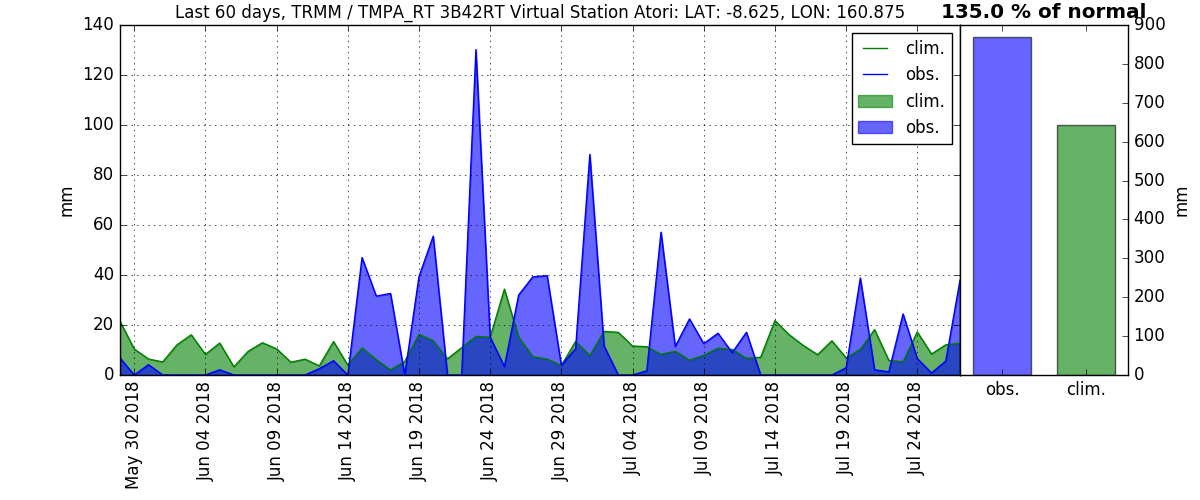 Last 60 days, TRMM / TMPA_RT 3B42RT Virtual Station Atori: LAT: -8.625, LON: 160.875
135.0 % of normal
140
120
100
80
60
40
20
0
mm
clim.
obs.
clim.
obs.
900
800
700
600
500
400
300
200
100
0
mm
May 30 2018
Jun 04 2018
Jun 09 2018
Jun 14 2018
Jun 19 2018
Jun 24 2018
Jun 29 2018
Jul 04 2018
Jul 09 2018
Jul 14 2018
Jul 19 2018
Jul 24 2018
obs.
clim.